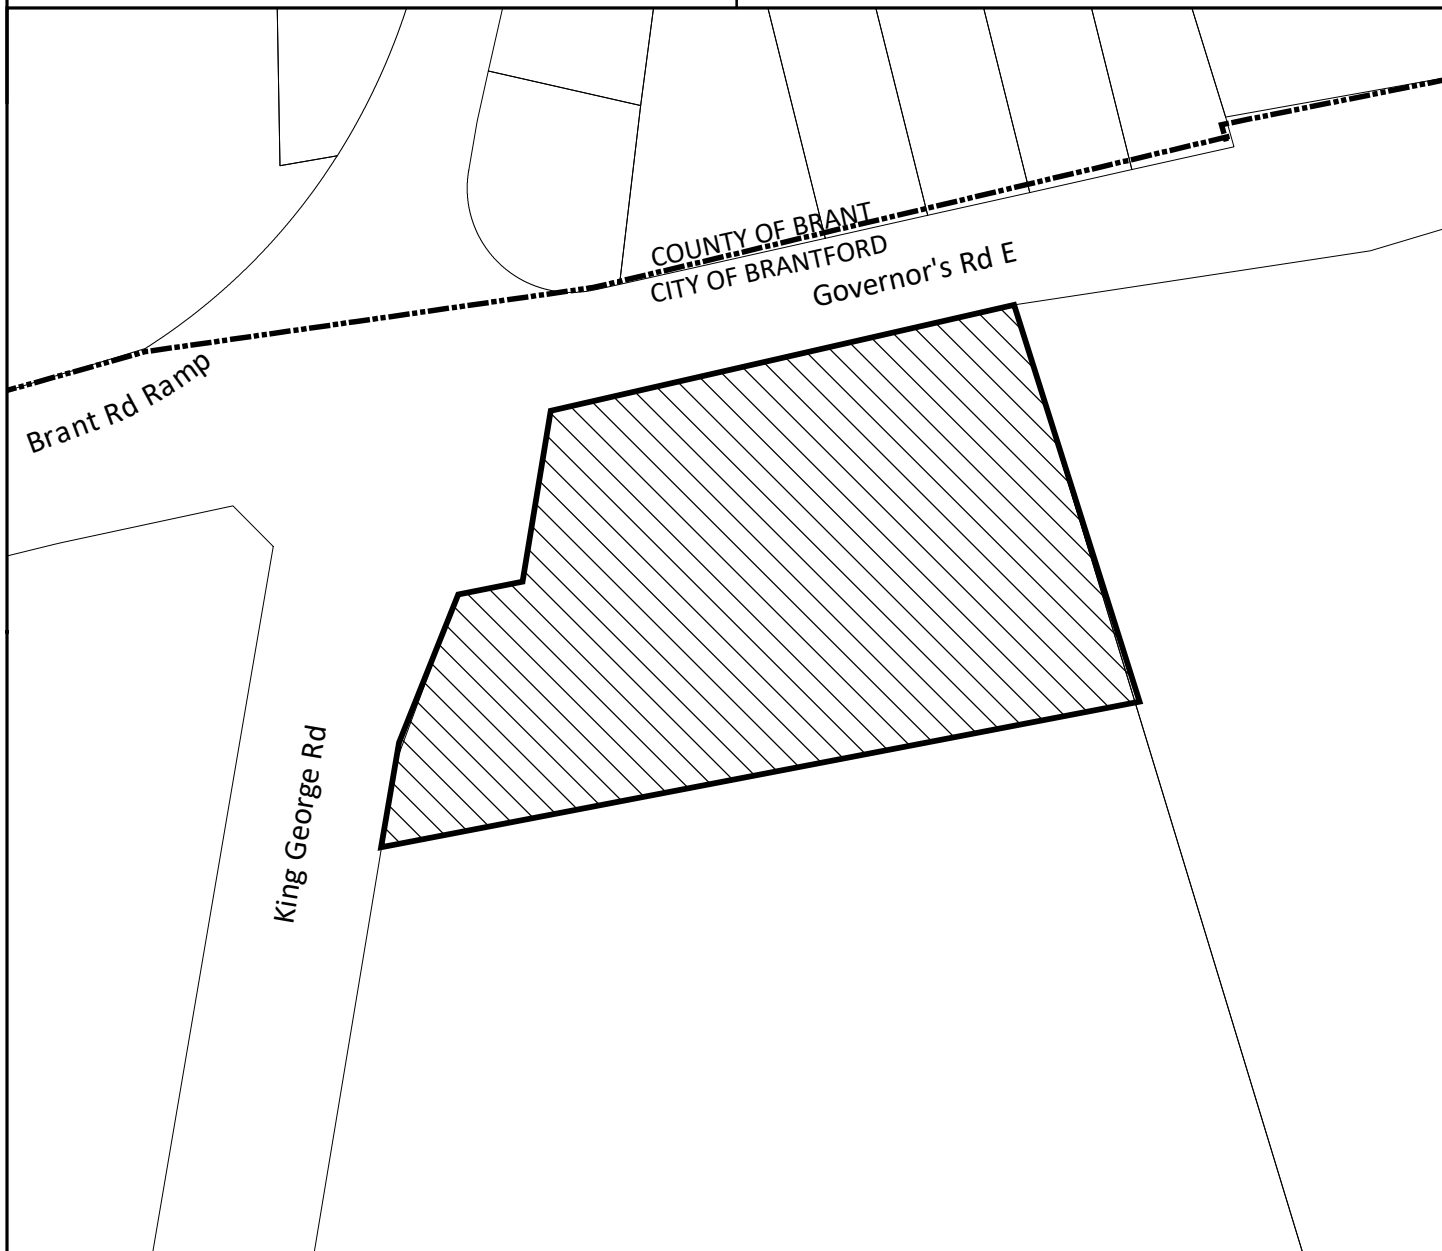 COUNTY OF BRANT
CITY OF BRANTFORD
Governor's Rd E
Brant Rd Ramp
King George Rd